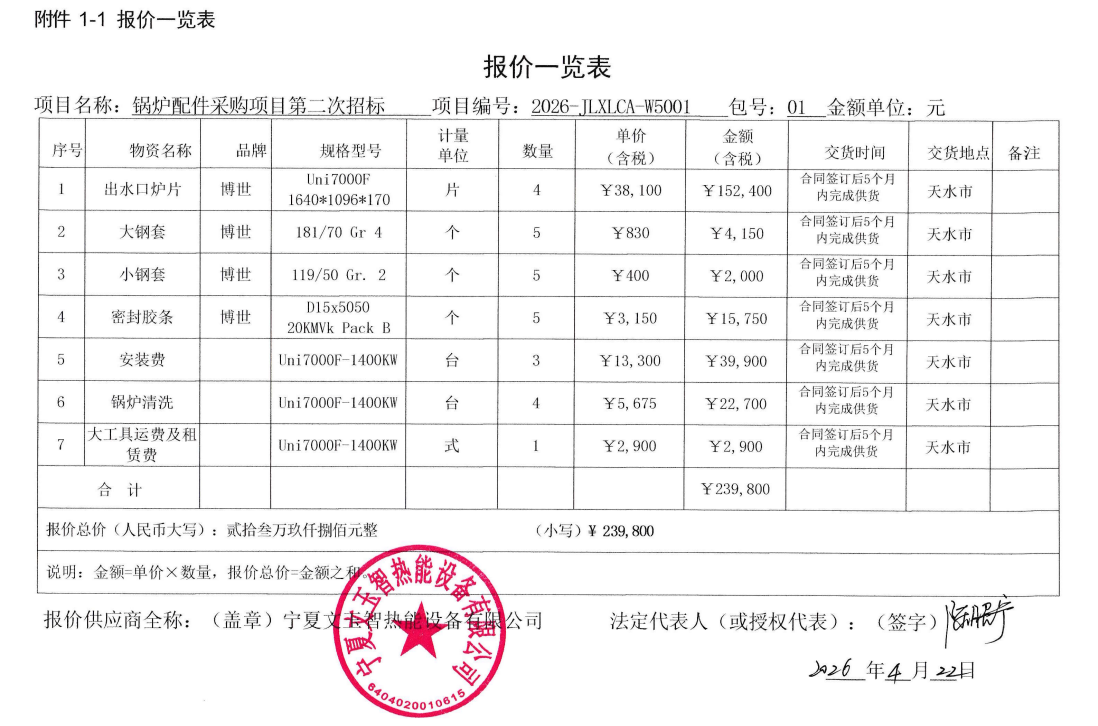 附件 1-1 报价一览表
报价一览表
项目名称：锅炉配件采购项目第二次招标 项目编号：2026-JLXLCA-W5001 包号：01 金额单位：元
序号 物资名称 品牌 规格型号 计量单位 数量 单价（含税） 金额（含税） 交货时间 交货地点 备注
1 出水口炉片 博世 Uni7000F 1640*1096*170 片 4 ￥38,100 ￥152,400 合同签订后5个月内完成供货 天水市
2 大钢套 博世 181/70 Gr 4 个 5 ￥830 ￥4,150 合同签订后5个月内完成供货 天水市
3 小钢套 博世 119/50 Gr. 2 个 5 ￥400 ￥2,000 合同签订后5个月内完成供货 天水市
4 密封胶条 博世 D15x5050 20KMVk Pack B 个 5 ￥3,150 ￥15,750 合同签订后5个月内完成供货 天水市
5 安装费 Uni7000F-1400KW 台 3 ￥13,300 ￥39,900 合同签订后5个月内完成供货 天水市
6 锅炉清洗 Uni7000F-1400KW 台 4 ￥5,675 ￥22,700 合同签订后5个月内完成供货 天水市
7 大工具运费及租赁费 Uni7000F-1400KW 式 1 ￥2,900 ￥2,900 合同签订后5个月内完成供货 天水市
合 计 ￥239,800
报价总价（人民币大写）：贰拾叁万玖仟捌佰元整 （小写）¥ 239,800
说明：金额=单价×数量，报价总价=金额之和。
报价供应商全称：（盖章）宁夏文玉智热能设备有限公司 法定代表人（或授权代表）：（签字）
2026 年 4 月 22日
宁夏文玉智热能设备有限公司
6404020010615